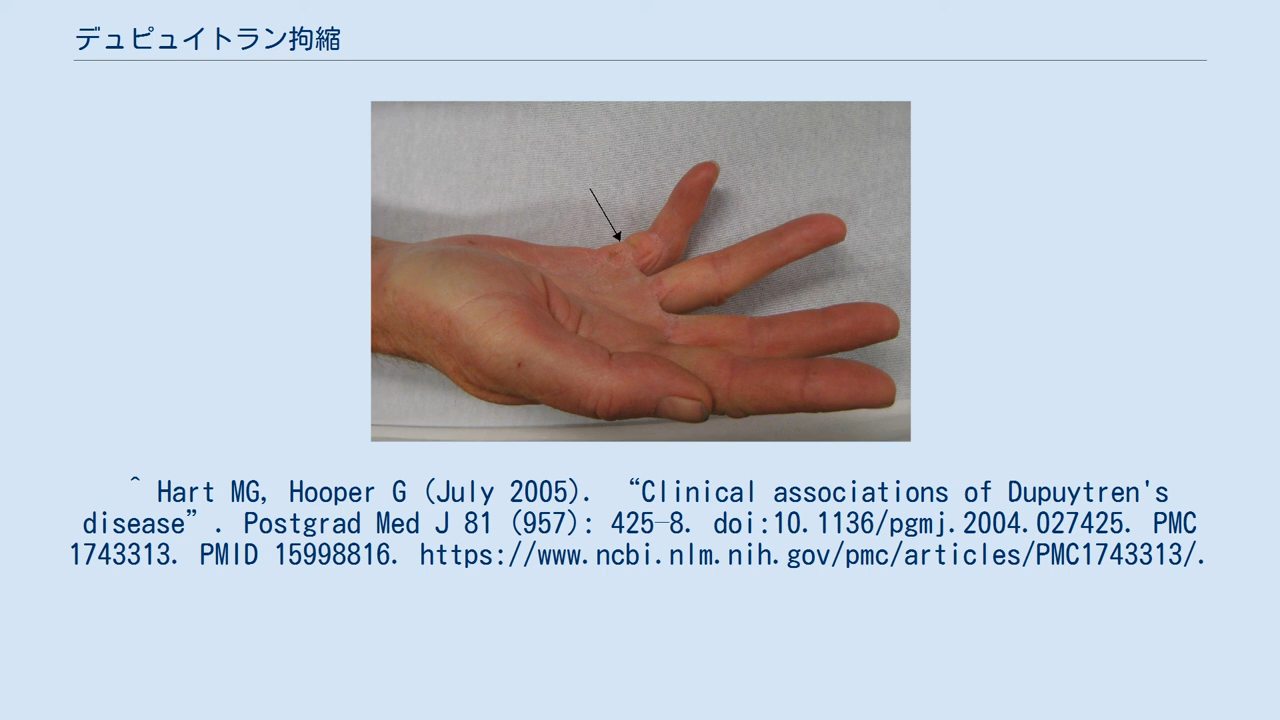 デュピュイトラン拘縮
^ Hart MG, Hooper G (July 2005). “Clinical associations of Dupuytren's
disease”. Postgrad Med J 81 (957): 425–8. doi:10.1136/pgmj.2004.027425. PMC
1743313. PMID 15998816. https://www.ncbi.nlm.nih.gov/pmc/articles/PMC1743313/.